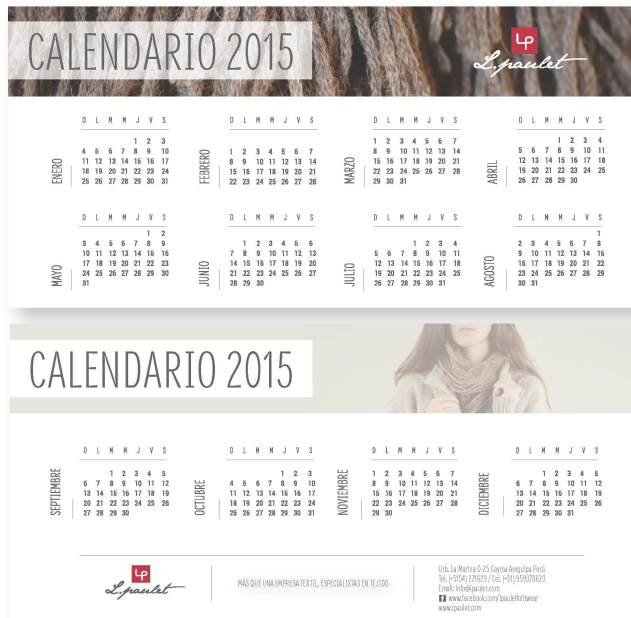 CALENDARIO 2015
LP
L.paulet
ENERO
D L M M J V S
1 2 3
4 5 6 7 8 9 10
11 12 13 14 15 16 17
18 19 20 21 22 23 24
25 26 27 28 29 30 31
FEBRERO
D L M M J V S
1 2 3 4 5 6 7
8 9 10 11 12 13 14
15 16 17 18 19 20 21
22 23 24 25 26 27 28
MARZO
D L M M J V S
1 2 3 4 5 6 7
8 9 10 11 12 13 14
15 16 17 18 19 20 21
22 23 24 25 26 27 28
29 30 31
ABRIL
D L M M J V S
1 2 3 4
5 6 7 8 9 10 11
12 13 14 15 16 17 18
19 20 21 22 23 24 25
26 27 28 29 30
MAYO
D L M M J V S
1 2
3 4 5 6 7 8 9
10 11 12 13 14 15 16
17 18 19 20 21 22 23
24 25 26 27 28 29 30
31
JUNIO
D L M M J V S
1 2 3 4 5 6
7 8 9 10 11 12 13
14 15 16 17 18 19 20
21 22 23 24 25 26 27
28 29 30
JULIO
D L M M J V S
1 2 3 4
5 6 7 8 9 10 11
12 13 14 15 16 17 18
19 20 21 22 23 24 25
26 27 28 29 30 31
AGOSTO
D L M M J V S
1
2 3 4 5 6 7 8
9 10 11 12 13 14 15
16 17 18 19 20 21 22
23 24 25 26 27 28 29
30 31
CALENDARIO 2015
SEPTIEMBRE
D L M M J V S
1 2 3 4 5
6 7 8 9 10 11 12
13 14 15 16 17 18 19
20 21 22 23 24 25 26
27 28 29 30
OCTUBRE
D L M M J V S
1 2 3
4 5 6 7 8 9 10
11 12 13 14 15 16 17
18 19 20 21 22 23 24
25 26 27 28 29 30 31
NOVIEMBRE
D L M M J V S
1 2 3 4 5 6 7
8 9 10 11 12 13 14
15 16 17 18 19 20 21
22 23 24 25 26 27 28
29 30
DICIEMBRE
D L M M J V S
1 2 3 4 5
6 7 8 9 10 11 12
13 14 15 16 17 18 19
20 21 22 23 24 25 26
27 28 29 30 31
LP
L.paulet
MÁS QUE UNA EMPRESA TEXTIL, ESPECIALISTAS EN TEJIDO
Urb. La Marina D-25 Cayma Arequipa Perú
Tel. (+5154) 271629 / Cel. (+51) 959378623
Email: info@lpaulet.com
www.facebook.com/lpauletknitwear
www.lpaulet.com